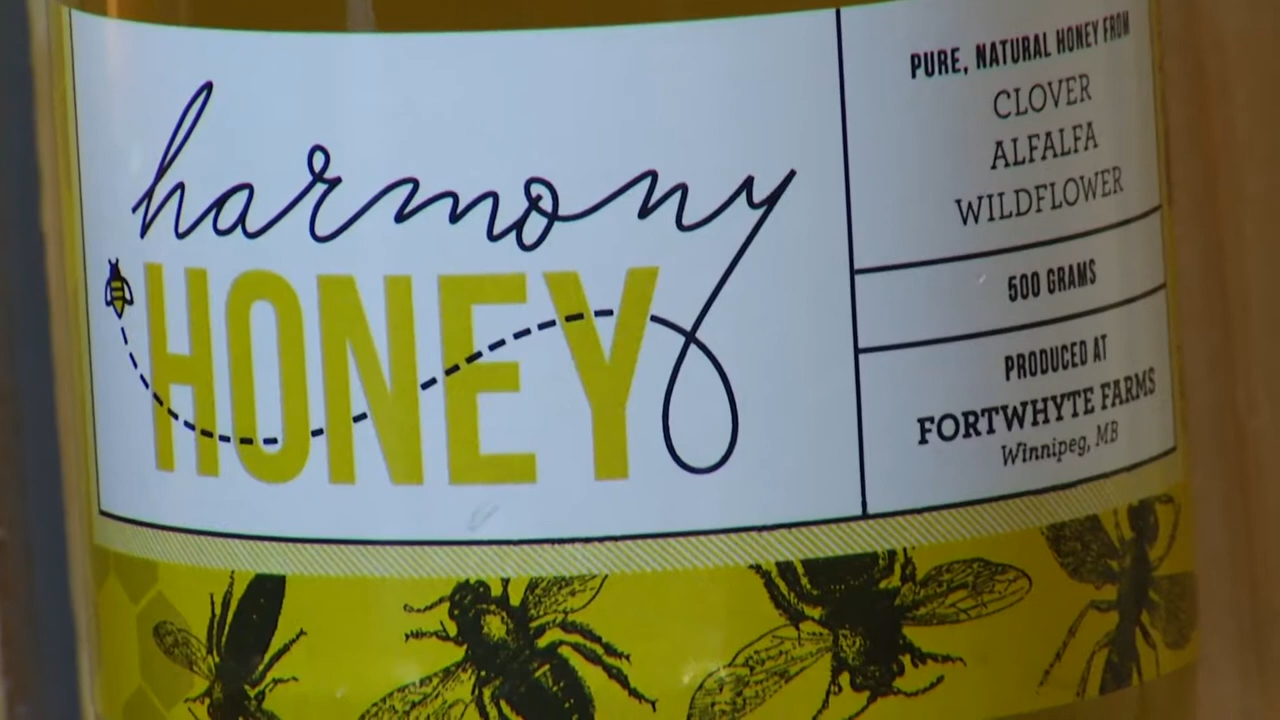 harmony
HONEY
PURE, NATURAL HONEY FROM
CLOVER
ALFALFA
WILDFLOWER
500 GRAMS
PRODUCED AT
FORTWHYTE FARMS
Winnipeg, MB